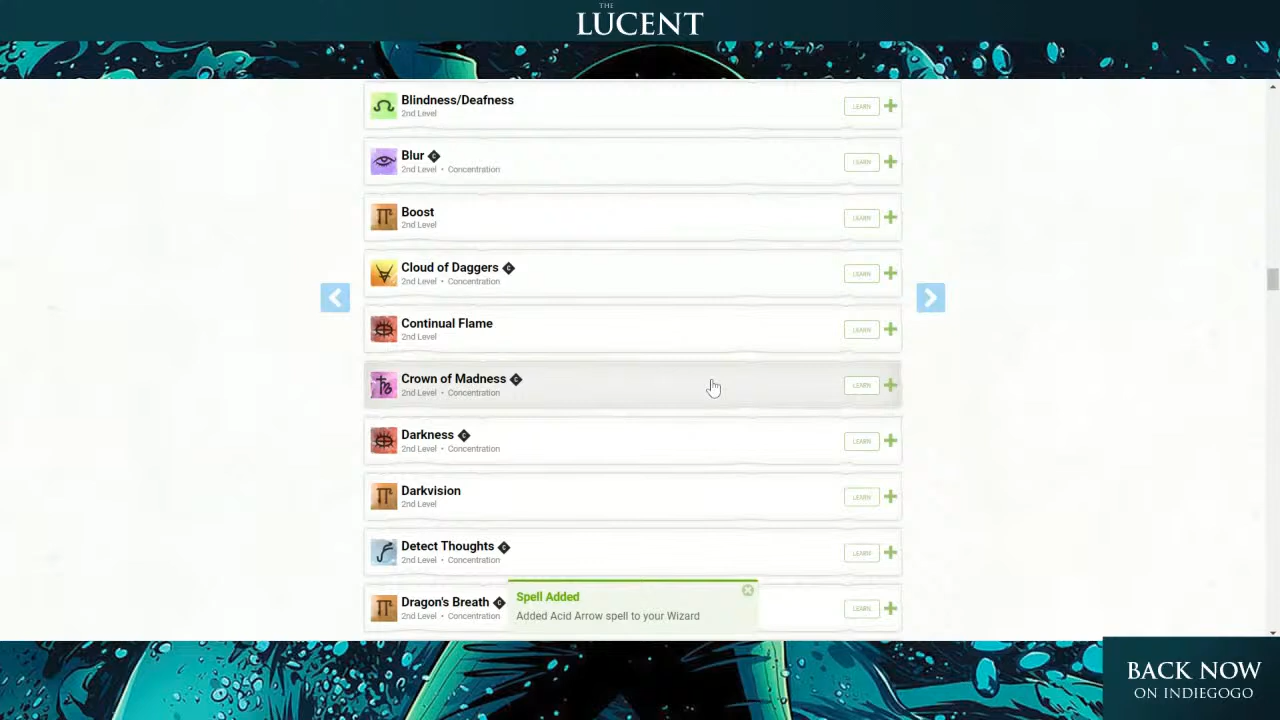 THE
LUCENT
Blindness/Deafness
2nd Level
LEARN
Blur C
2nd Level • Concentration
LEARN
Boost
2nd Level
LEARN
Cloud of Daggers C
2nd Level • Concentration
LEARN
Continual Flame
2nd Level
LEARN
Crown of Madness C
2nd Level • Concentration
LEARN
Darkness C
2nd Level • Concentration
LEARN
Darkvision
2nd Level
LEARN
Detect Thoughts C
2nd Level • Concentration
LEARN
Dragon's Breath C
2nd Level • Concentration
LEARN
Spell Added
Added Acid Arrow spell to your Wizard
BACK NOW
ON INDIEGOGO